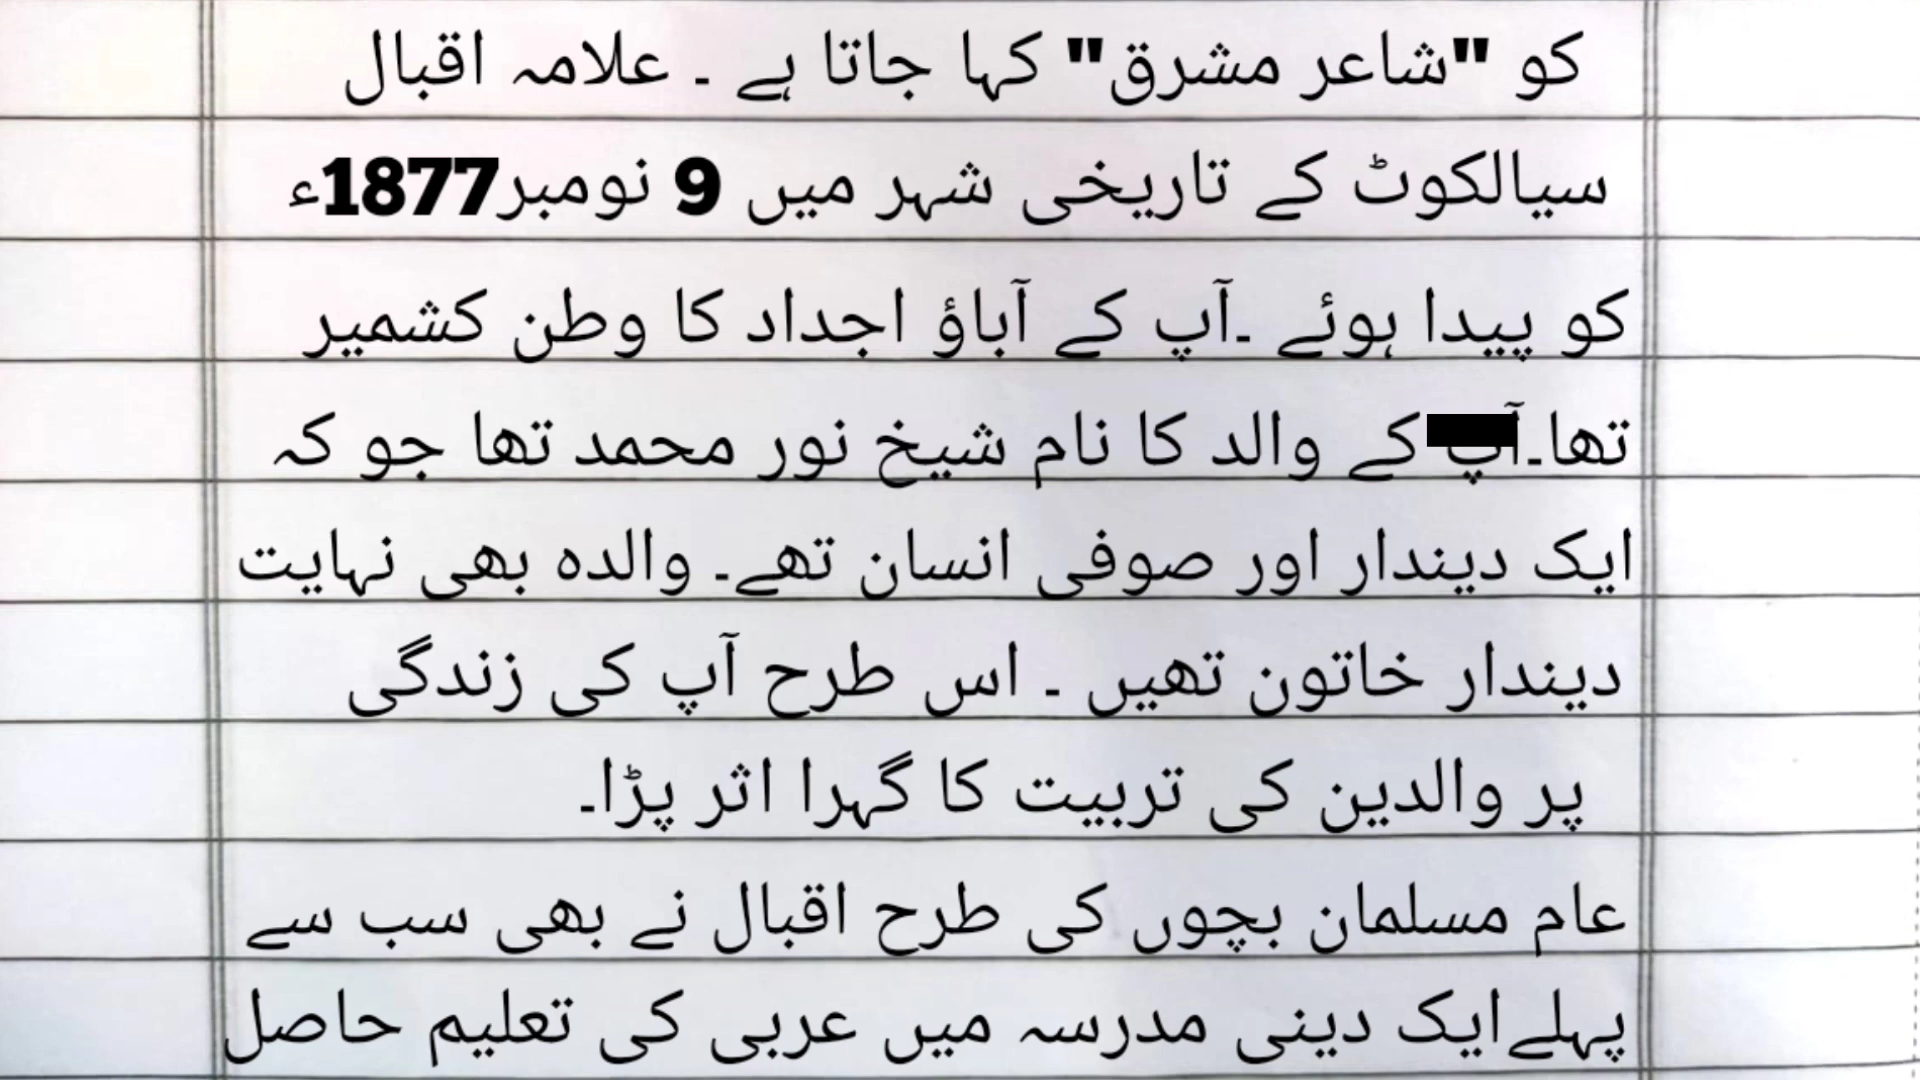 کو "شاعر مشرق" کہا جاتا ہے ۔ علامہ اقبال
سیالکوٹ کے تاریخی شہر میں 9 نومبر1877ء
کو پیدا ہوئے ۔آپ کے آباؤ اجداد کا وطن کشمیر
تھا۔ کے والد کا نام شیخ نور محمد تھا جو کہ
ایک دیندار اور صوفی انسان تھے۔ والدہ بھی نہایت
دیندار خاتون تھیں ۔ اس طرح آپ کی زندگی
پر والدین کی تربیت کا گہرا اثر پڑا۔
عام مسلمان بچوں کی طرح اقبال نے بھی سب سے
پہلےایک دینی مدرسہ میں عربی کی تعلیم حاصل